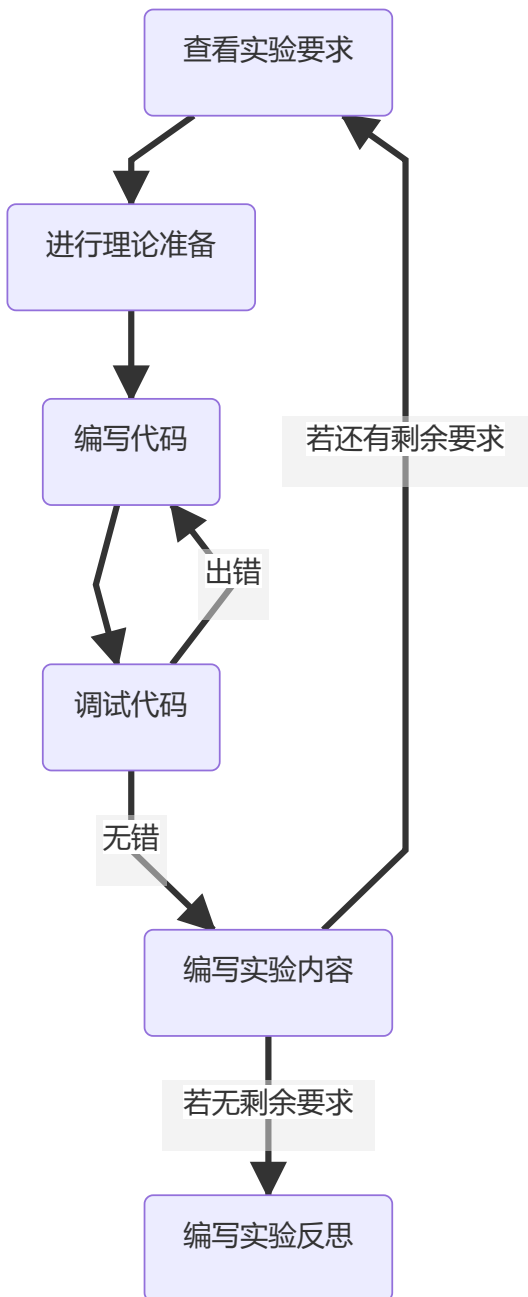 查看实验要求
进行理论准备
编写代码
若还有剩余要求
出错
调试代码
无错
编写实验内容
若无剩余要求
编写实验反思